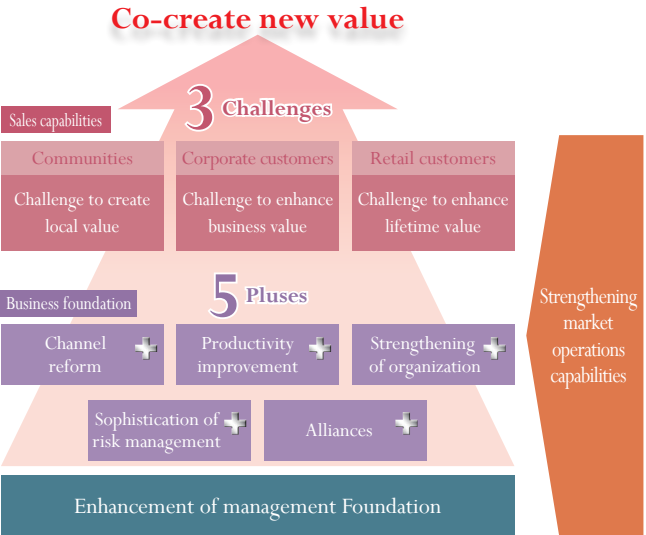 Co-create new value
3 Challenges
Sales capabilities
Communities
Challenge to create
local value
Corporate customers
Challenge to enhance
business value
Retail customers
Challenge to enhance
lifetime value
Business foundation
5 Pluses
Channel
reform
Productivity
improvement
Strengthening
of organization
Sophistication of
risk management
Alliances
Strengthening
market
operations
capabilities
Enhancement of management Foundation